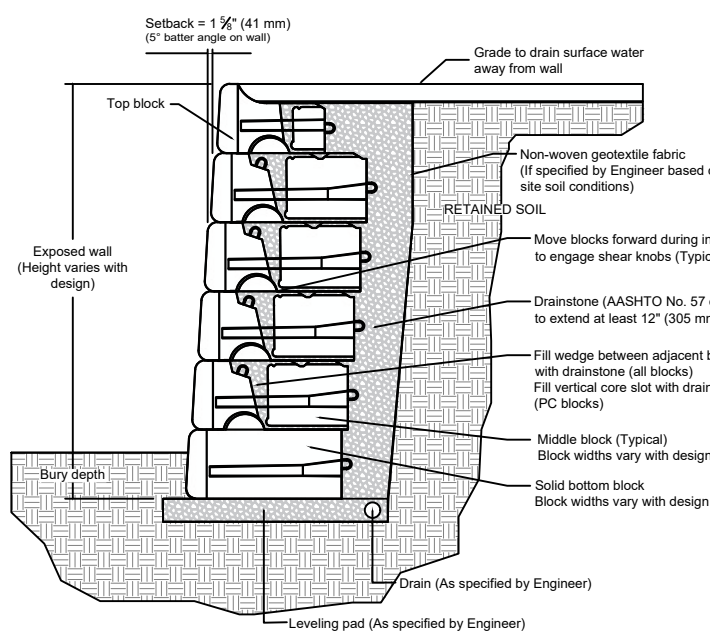 Setback = 1 5⁄8" (41 mm)
(5° batter angle on wall)
Grade to drain surface water
away from wall
Top block
Non-woven geotextile fabric
(If specified by Engineer based
site soil conditions)
RETAINED SOIL
Move blocks forward during
to engage shear knobs
Exposed wall
(Height varies with
design)
Drainstone (AASHTO No. 57
to extend at least 12" (305
Fill wedge between adjacent
with drainstone (all blocks)
Fill vertical core slot with
(PC blocks)
Middle block (Typical)
Block widths vary with design
Bury depth
Solid bottom block
Block widths vary with design
Drain (As specified by Engineer)
Leveling pad (As specified by Engineer)